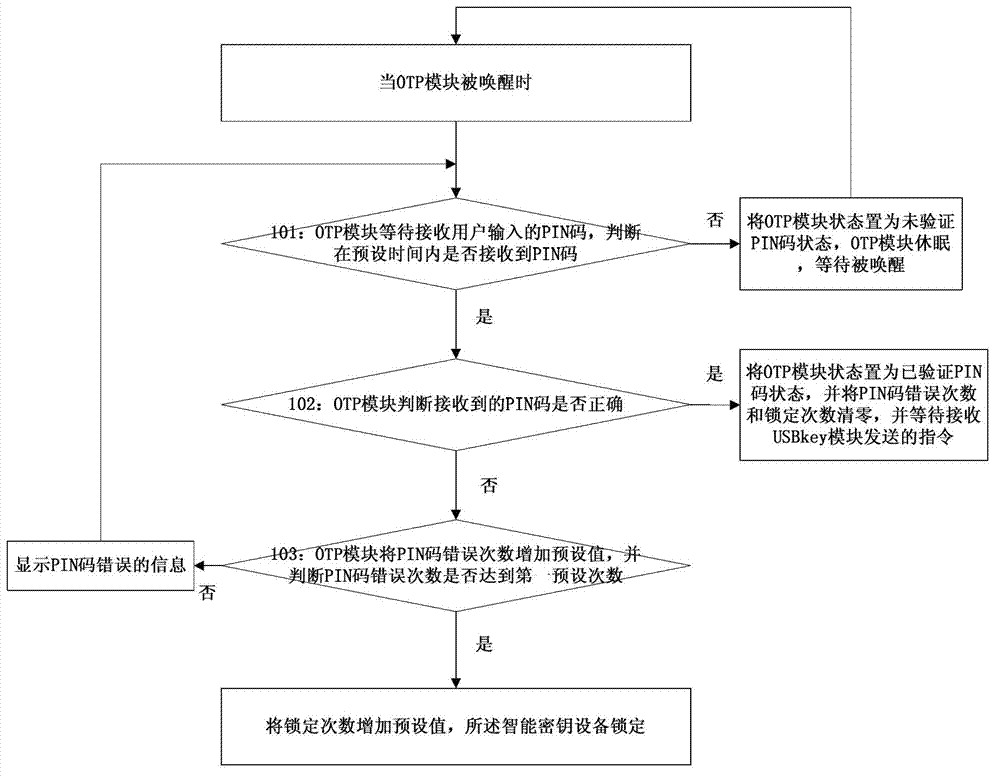 当OTP模块被唤醒时
101：OTP模块等待接收用户输入的PIN码，判断
在预设时间内是否接收到PIN码
否
将OTP模块状态置为未验证
PIN码状态，OTP模块休眠
，等待被唤醒
是
102：OTP模块判断接收到的PIN码是否正确
是
将OTP模块状态置为已验证PIN
码状态，并将PIN码错误次数
和锁定次数清零，并等待接收
USBkey模块发送的指令
否
103：OTP模块将PIN码错误次数增加预设值，并
判断PIN码错误次数是否达到第一预设次数
否
显示PIN码错误的信息
是
将锁定次数增加预设值，所述智能密钥设备锁定